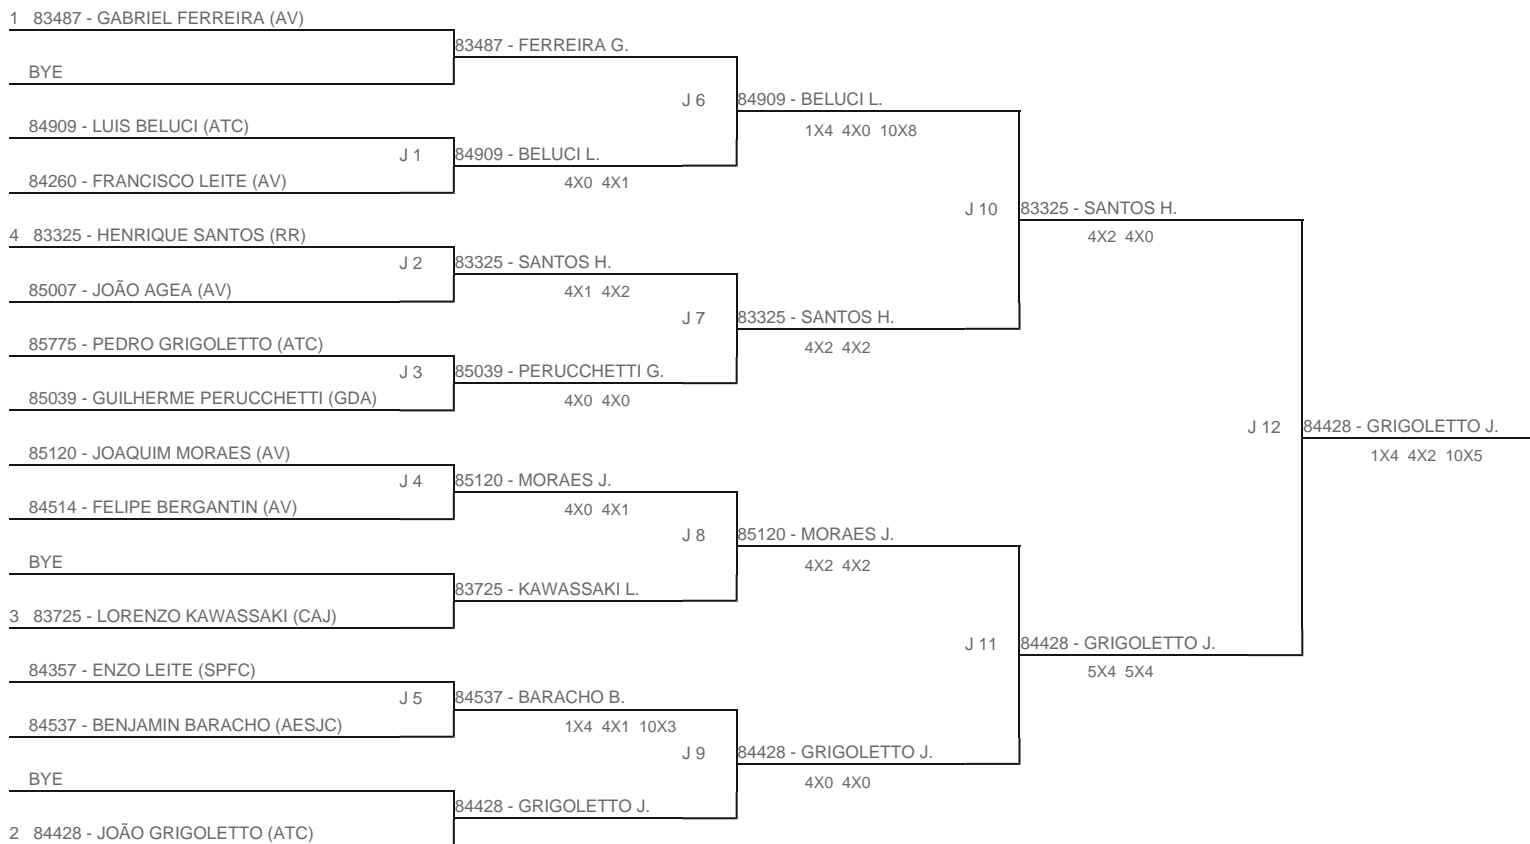 1 83487 - GABRIEL FERREIRA (AV)
83487 - FERREIRA G.
BYE
J 6
84909 - BELUCI L.
84909 - LUIS BELUCI (ATC)
1X4 4X0 10X8
J 1
84909 - BELUCI L.
84260 - FRANCISCO LEITE (AV)
4X0 4X1
J 10
83325 - SANTOS H.
4 83325 - HENRIQUE SANTOS (RR)
4X2 4X0
J 2
83325 - SANTOS H.
85007 - JOÃO AGEA (AV)
4X1 4X2
J 7
83325 - SANTOS H.
85775 - PEDRO GRIGOLETTO (ATC)
4X2 4X2
J 3
85039 - PERUCCHETTI G.
85039 - GUILHERME PERUCCHETTI (GDA)
4X0 4X0
J 12
84428 - GRIGOLETTO J.
85120 - JOAQUIM MORAES (AV)
1X4 4X2 10X5
J 4
85120 - MORAES J.
84514 - FELIPE BERGANTIN (AV)
4X0 4X1
J 8
85120 - MORAES J.
BYE
4X2 4X2
83725 - KAWASSAKI L.
3 83725 - LORENZO KAWASSAKI (CAJ)
J 11
84428 - GRIGOLETTO J.
84357 - ENZO LEITE (SPFC)
5X4 5X4
J 5
84537 - BARACHO B.
84537 - BENJAMIN BARACHO (AESJC)
1X4 4X1 10X3
J 9
84428 - GRIGOLETTO J.
BYE
4X0 4X0
84428 - GRIGOLETTO J.
2 84428 - JOÃO GRIGOLETTO (ATC)